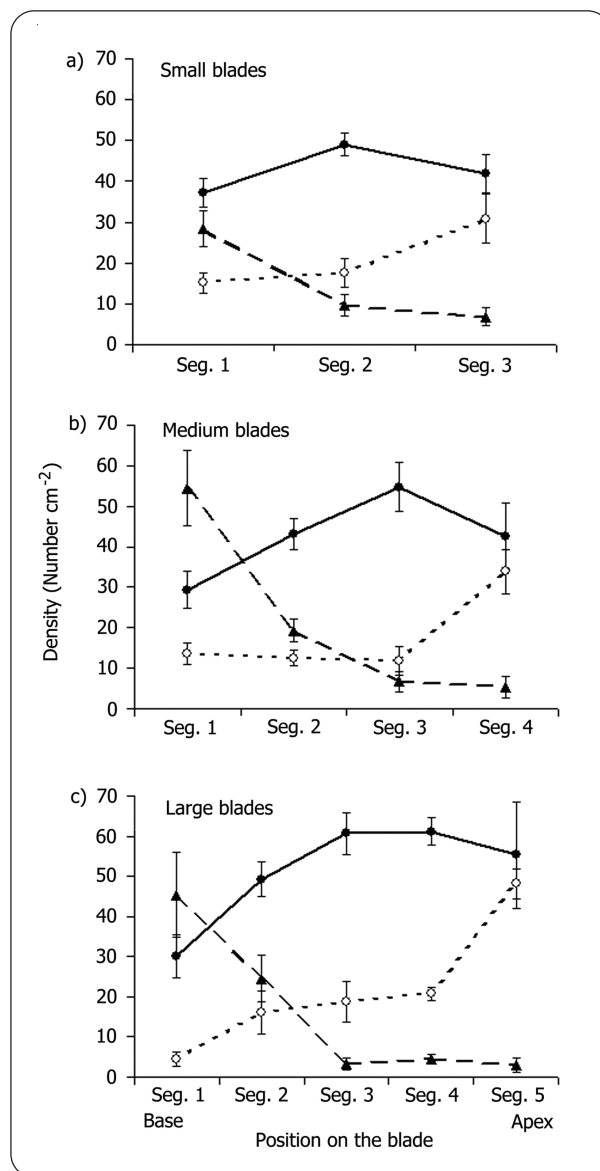 a) Small blades
70
60
50
40
30
20
10
0
Seg. 1 Seg. 2 Seg. 3
b) Medium blades
70
60
50
40
30
20
10
0
Seg. 1 Seg. 2 Seg. 3 Seg. 4
Density (Number cm-2)
c) Large blades
70
60
50
40
30
20
10
0
Seg. 1 Seg. 2 Seg. 3 Seg. 4 Seg. 5
Base Apex
Position on the blade